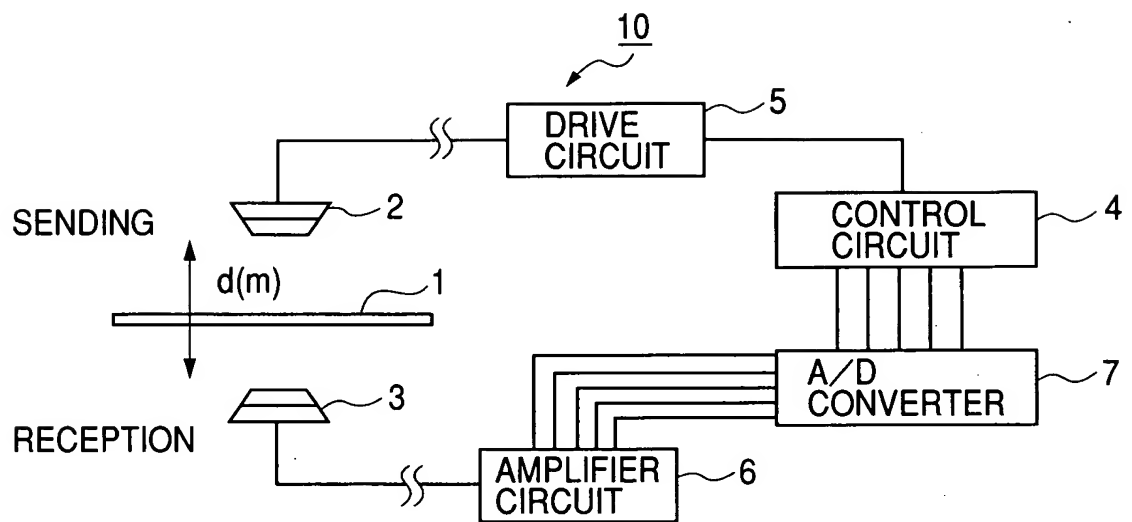 10
5
DRIVE
CIRCUIT
2
SENDING
CONTROL
CIRCUIT
4
d(m)
1
A/D
CONVERTER
7
3
RECEPTION
AMPLIFIER
CIRCUIT
6